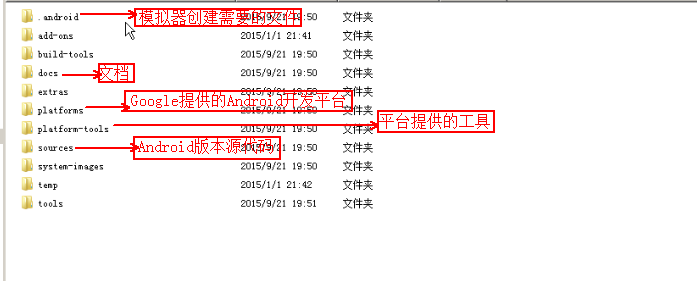 .android 模拟器创建需要的文件 2015/9/21 19:50 文件夹
add-ons 2015/1/1 21:41 文件夹
build-tools 2015/9/21 19:50 文件夹
docs 文档 2015/9/21 19:50 文件夹
extras 2015/9/21 19:50 文件夹
platforms Google提供的Android开发平台 2015/9/21 19:50 文件夹
platform-tools 2015/9/21 19:50 文件夹 平台提供的工具
sources Android版本源代码 2015/9/21 19:50 文件夹
system-images 2015/9/21 19:50 文件夹
temp 2015/1/1 21:42 文件夹
tools 2015/9/21 19:51 文件夹